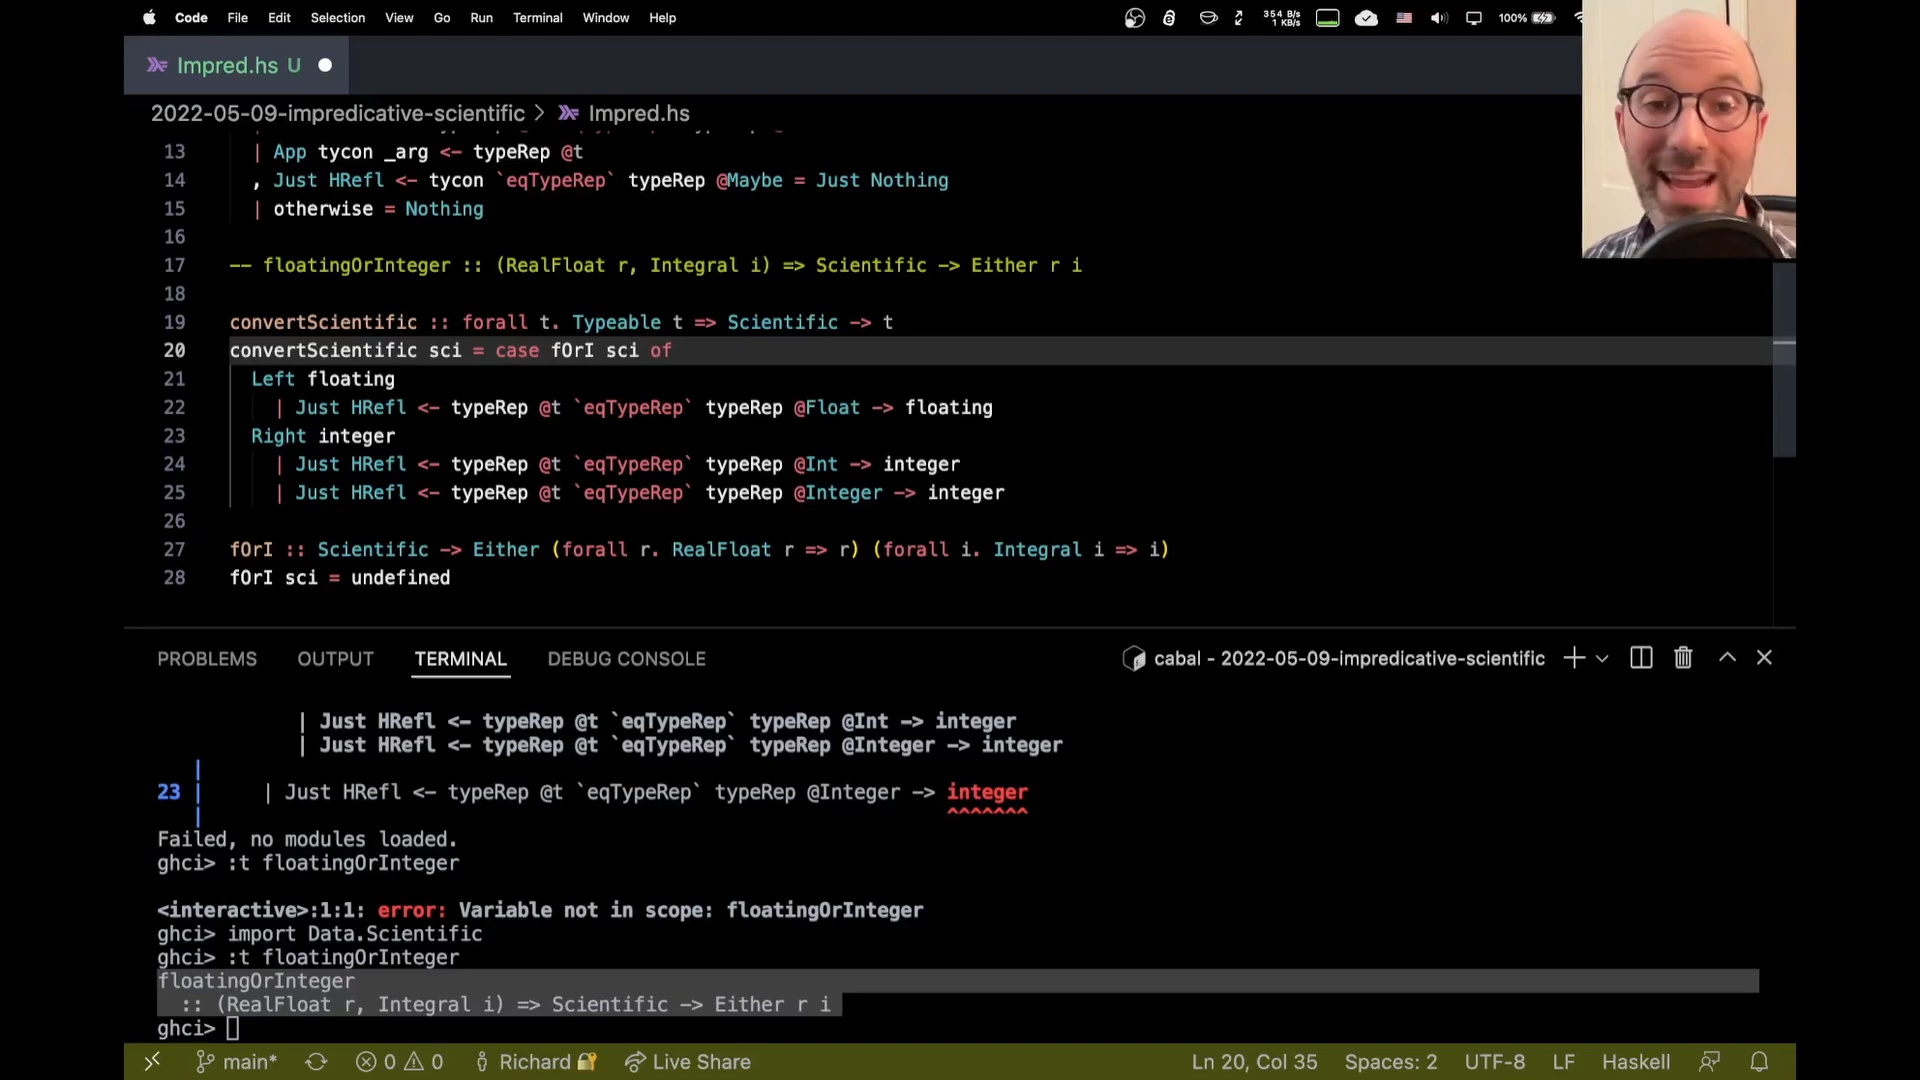 Code File Edit Selection View Go Run Terminal Window Help 354 B/s 1 KB/s 100%
Impred.hs U
2022-05-09-impredicative-scientific > Impred.hs
13 | App tycon _arg <- typeRep @t
14 , Just HRefl <- tycon `eqTypeRep` typeRep @Maybe = Just Nothing
15 | otherwise = Nothing
16
17 -- floatingOrInteger :: (RealFloat r, Integral i) => Scientific -> Either r i
18
19 convertScientific :: forall t. Typeable t => Scientific -> t
20 convertScientific sci = case fOrI sci of
21 Left floating
22 | Just HRefl <- typeRep @t `eqTypeRep` typeRep @Float -> floating
23 Right integer
24 | Just HRefl <- typeRep @t `eqTypeRep` typeRep @Int -> integer
25 | Just HRefl <- typeRep @t `eqTypeRep` typeRep @Integer -> integer
26
27 fOrI :: Scientific -> Either (forall r. RealFloat r => r) (forall i. Integral i => i)
28 fOrI sci = undefined
PROBLEMS OUTPUT TERMINAL DEBUG CONSOLE cabal - 2022-05-09-impredicative-scientific
| Just HRefl <- typeRep @t `eqTypeRep` typeRep @Int -> integer
| Just HRefl <- typeRep @t `eqTypeRep` typeRep @Integer -> integer
|
23 | | Just HRefl <- typeRep @t `eqTypeRep` typeRep @Integer -> integer
| ^^^^^^^
Failed, no modules loaded.
ghci> :t floatingOrInteger
<interactive>:1:1: error: Variable not in scope: floatingOrInteger
ghci> import Data.Scientific
ghci> :t floatingOrInteger
floatingOrInteger
:: (RealFloat r, Integral i) => Scientific -> Either r i
ghci>
main* 0 0 Richard Live Share Ln 20, Col 35 Spaces: 2 UTF-8 LF Haskell